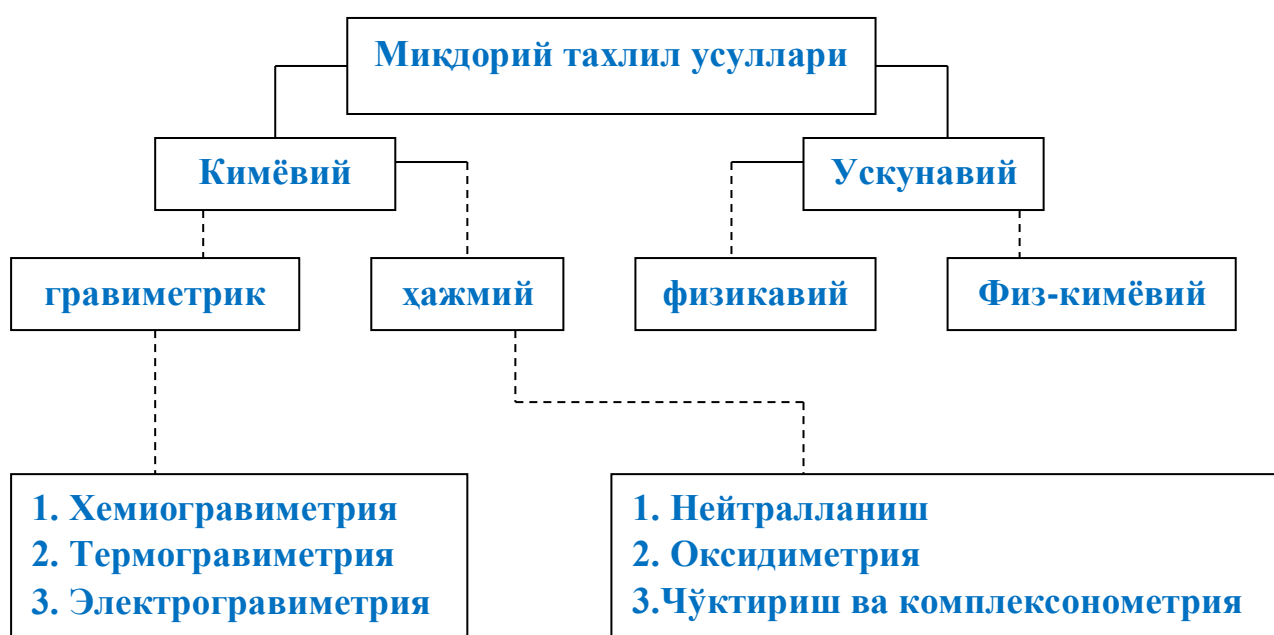 Миқдорий тахлил усуллари
Кимёвий
Ускунавий
гравиметрик
ҳажмий
физикавий
Физ-кимёвий
1. Хемиогравиметрия
2. Термогравиметрия
3. Электрогравиметрия
1. Нейтралланиш
2. Оксидиметрия
3.Чўктириш ва комплексонометрия